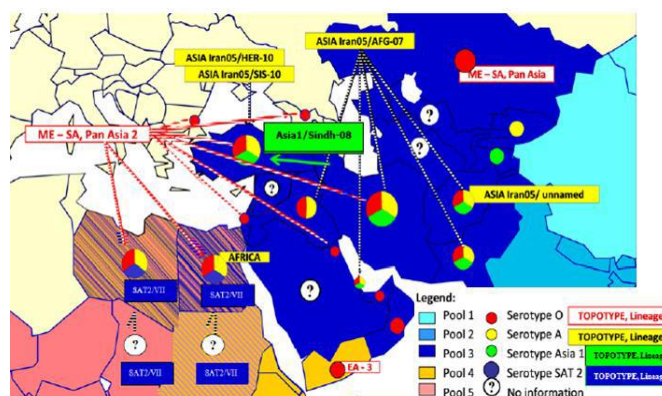 ASIA Iran05/HER-10
ASIA Iran05/SIS-10
ASIA Iran05/AFG-07
ME – SA, Pan Asia
ME – SA, Pan Asia 2
Asia1/Sindh-08
?
?
?
ASIA Iran05/ unnamed
AFRICA
SAT2/VII
SAT2/VII
?
?
?
SAT2/VII
SAT2/VII
EA - 3
Legend:
Pool 1
Pool 2
Pool 3
Pool 4
Pool 5
Serotype O
Serotype A
Serotype Asia 1
Serotype SAT 2
? No information
TOPOTYPE, Lineage
TOPOTYPE, Lineage
TOPOTYPE, Lineag
TOPOTYPE, Lineag